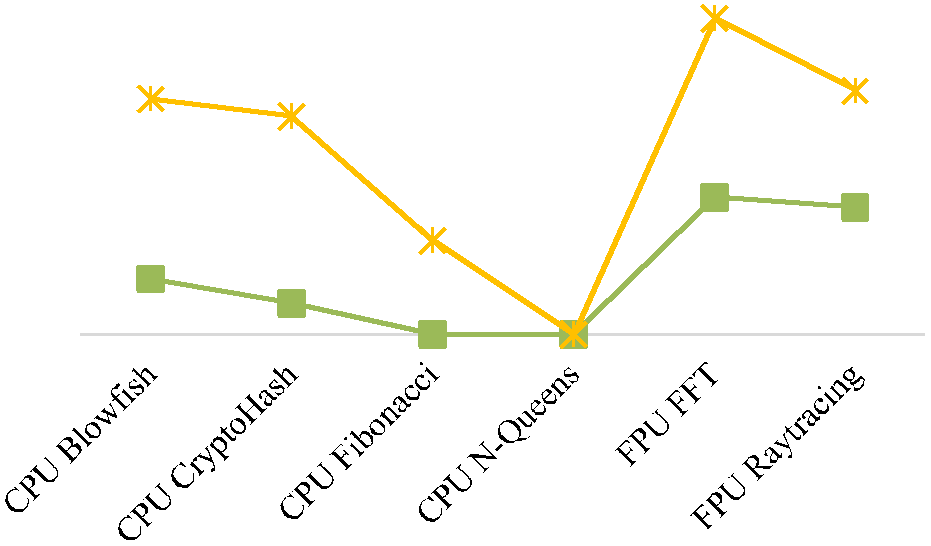 CPU Blowfish
CPU CryptoHash
CPU Fibonacci
CPU N-Queens
FPU FFT
FPU Raytracing